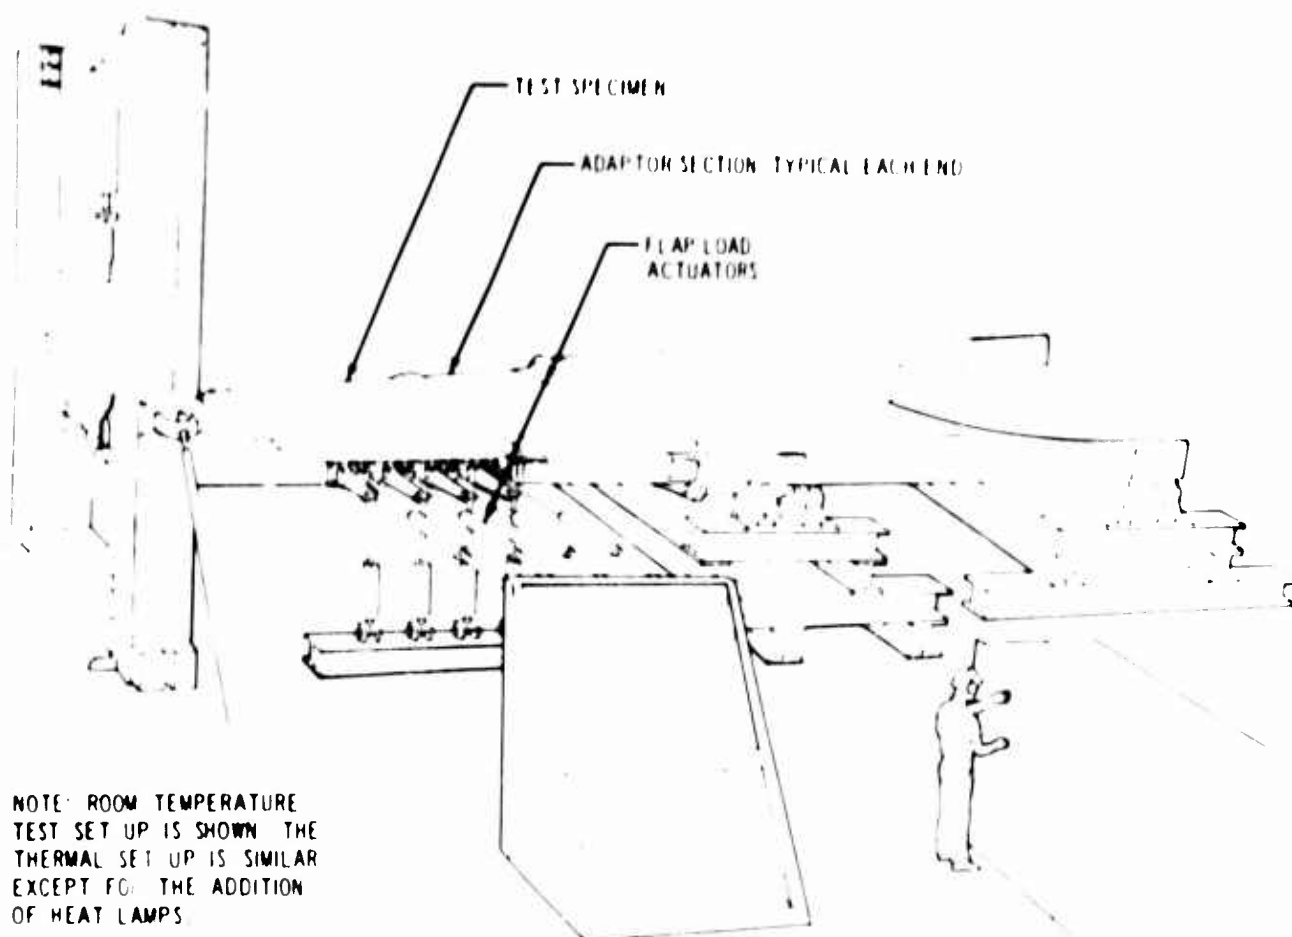 TEST SPECIMEN
ADAPTOR SECTION TYPICAL EACH END
FLAP LOAD
ACTUATORS
NOTE: ROOM TEMPERATURE
TEST SET UP IS SHOWN THE
THERMAL SET UP IS SIMILAR
EXCEPT THE ADDITION
OF HEAT LAMPS